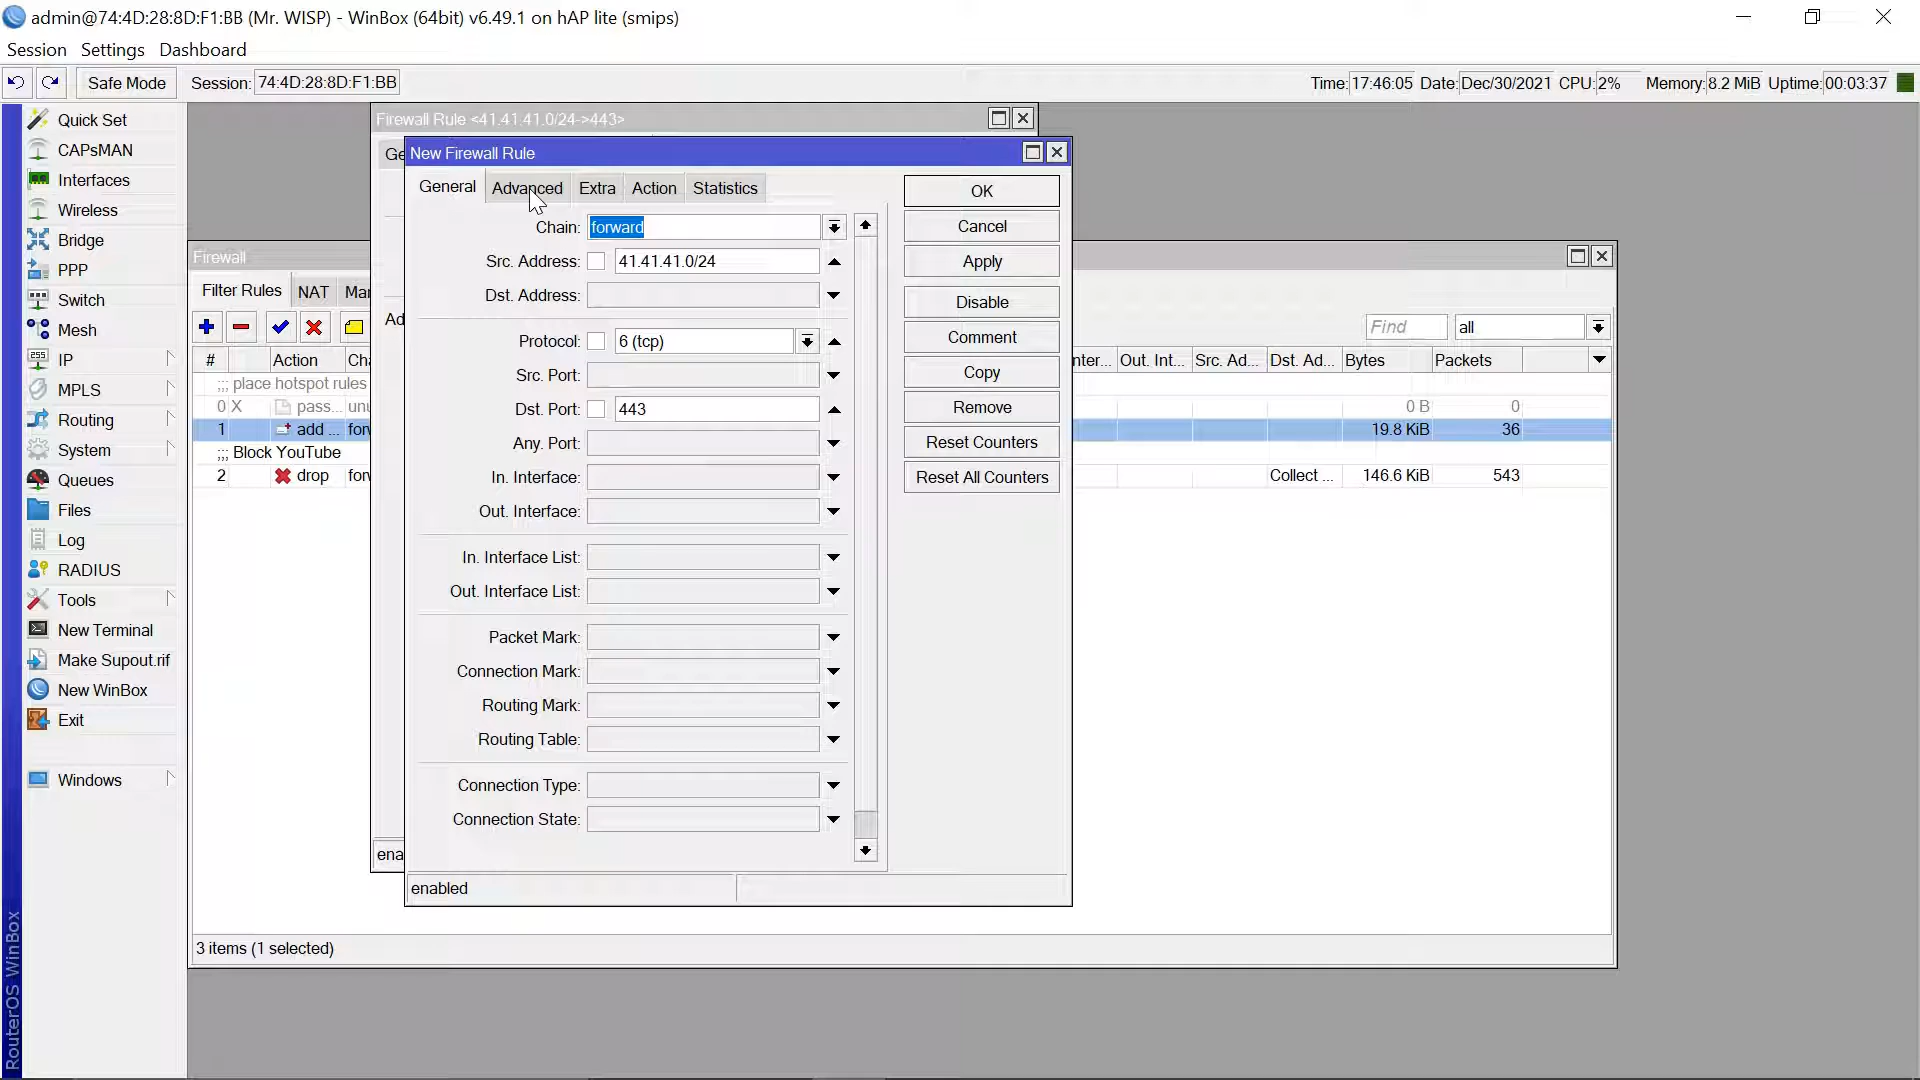 admin@74:4D:28:8D:F1:BB (Mr. WISP) - WinBox (64bit) v6.49.1 on hAP lite (smips)
Session Settings Dashboard
Safe Mode Session: 74:4D:28:8D:F1:BB Time: 17:46:05 Date: Dec/30/2021 CPU: 2% Memory: 8.2 MiB Uptime: 00:03:37
Quick Set
CAPsMAN
Interfaces
Wireless
Bridge
PPP
Switch
Mesh
255
IP
MPLS
Routing
System
Queues
Files
Log
RADIUS
Tools
New Terminal
Make Supout.rif
New WinBox
Exit
Windows
RouterOS WinBox
Firewall Rule <41.41.41.0/24->443>
Ge
Ad
ena
New Firewall Rule
General Advanced Extra Action Statistics
Chain: forward
Src. Address: 41.41.41.0/24
Dst. Address:
Protocol: 6 (tcp)
Src. Port:
Dst. Port: 443
Any. Port:
In. Interface:
Out. Interface:
In. Interface List:
Out. Interface List:
Packet Mark:
Connection Mark:
Routing Mark:
Routing Table:
Connection Type:
Connection State:
enabled
OK
Cancel
Apply
Disable
Comment
Copy
Remove
Reset Counters
Reset All Counters
Firewall
Filter Rules NAT Mar
Find all
# Action Cha nter... Out. Int... Src. Ad... Dst. Ad... Bytes Packets
;;; place hotspot rules
0 X pass... unu 0 B 0
1 add ... forw 19.8 KiB 36
;;; Block YouTube
2 drop forw Collect ... 146.6 KiB 543
3 items (1 selected)